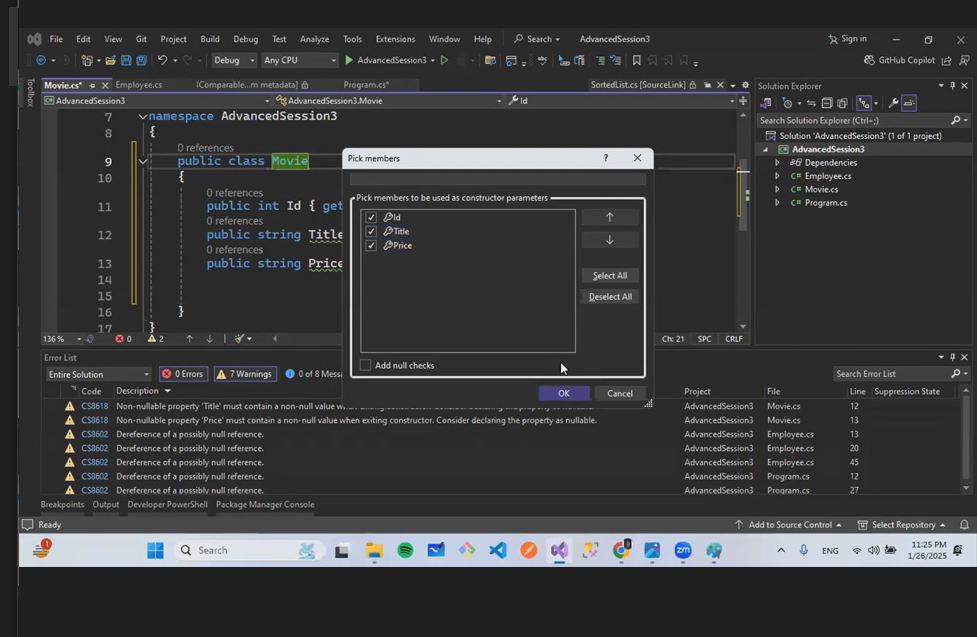 File Edit View Git Project Build Debug Test Analyze Tools Extensions Window Help Search AdvancedSession3 Sign in
Debug Any CPU AdvancedSession3 GitHub Copilot
Movie.cs* Employee.cs IComparable... m metadata] Program.cs* SortedList.cs [SourceLink] Solution Explorer
Toolbox
AdvancedSession3 AdvancedSession3.Movie Id
Search Solution Explorer (Ctrl+;)
Solution 'AdvancedSession3' (1 of 1 project)
AdvancedSession3
Dependencies
Employee.cs
Movie.cs
Program.cs
7 namespace AdvancedSession3
8 {
0 references
9 public class Movie
10 {
0 references
11 public int Id { get
0 references
12 public string Title
0 references
13 public string Price
14
15
16 }
17 }
Pick members ?
Pick members to be used as constructor parameters
Id
Title
Price
Select All
Deselect All
Add null checks
OK Cancel
136 % 0 2 Ch: 21 SPC CRLF
Error List
Entire Solution 0 Errors 7 Warnings 0 of 8 Messag Search Error List
Code Description Project File Line Suppression State
CS8618 Non-nullable property 'Title' must contain a non-null value when exiting constructor. Consider declaring the property as nullable. AdvancedSession3 Movie.cs 12
CS8618 Non-nullable property 'Price' must contain a non-null value when exiting constructor. Consider declaring the property as nullable. AdvancedSession3 Movie.cs 13
CS8602 Dereference of a possibly null reference. AdvancedSession3 Employee.cs 13
CS8602 Dereference of a possibly null reference. AdvancedSession3 Employee.cs 20
CS8602 Dereference of a possibly null reference. AdvancedSession3 Employee.cs 45
CS8602 Dereference of a possibly null reference. AdvancedSession3 Program.cs 12
CS8602 Dereference of a possibly null reference. AdvancedSession3 Program.cs 27
Breakpoints Output Developer PowerShell Package Manager Console
Ready Add to Source Control Select Repository
1 Search zm ENG 11:25 PM
1/26/2025